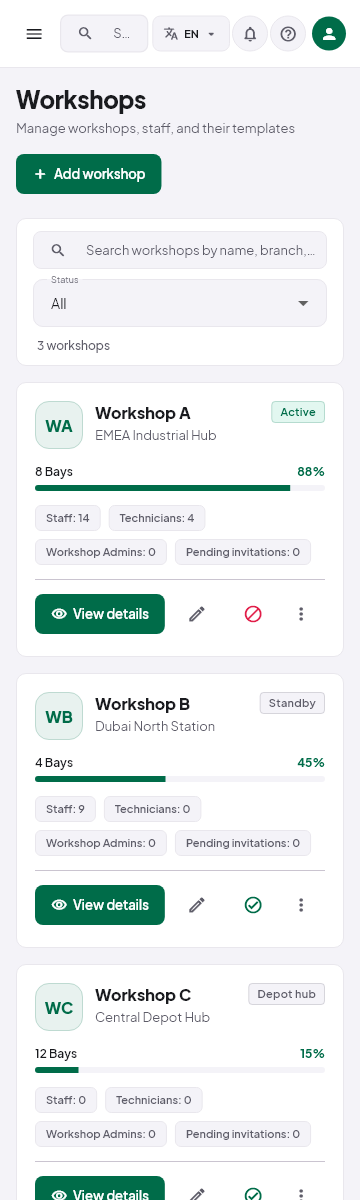 S...
EN
Workshops
Manage workshops, staff, and their templates
Add workshop
Search workshops by name, branch,...
Status
All
3 workshops
WA
Workshop A
Active
EMEA Industrial Hub
8 Bays
88%
Staff: 14
Technicians: 4
Workshop Admins: 0
Pending invitations: 0
View details
WB
Workshop B
Standby
Dubai North Station
4 Bays
45%
Staff: 9
Technicians: 0
Workshop Admins: 0
Pending invitations: 0
View details
WC
Workshop C
Depot hub
Central Depot Hub
12 Bays
15%
Staff: 0
Technicians: 0
Workshop Admins: 0
Pending invitations: 0
View details